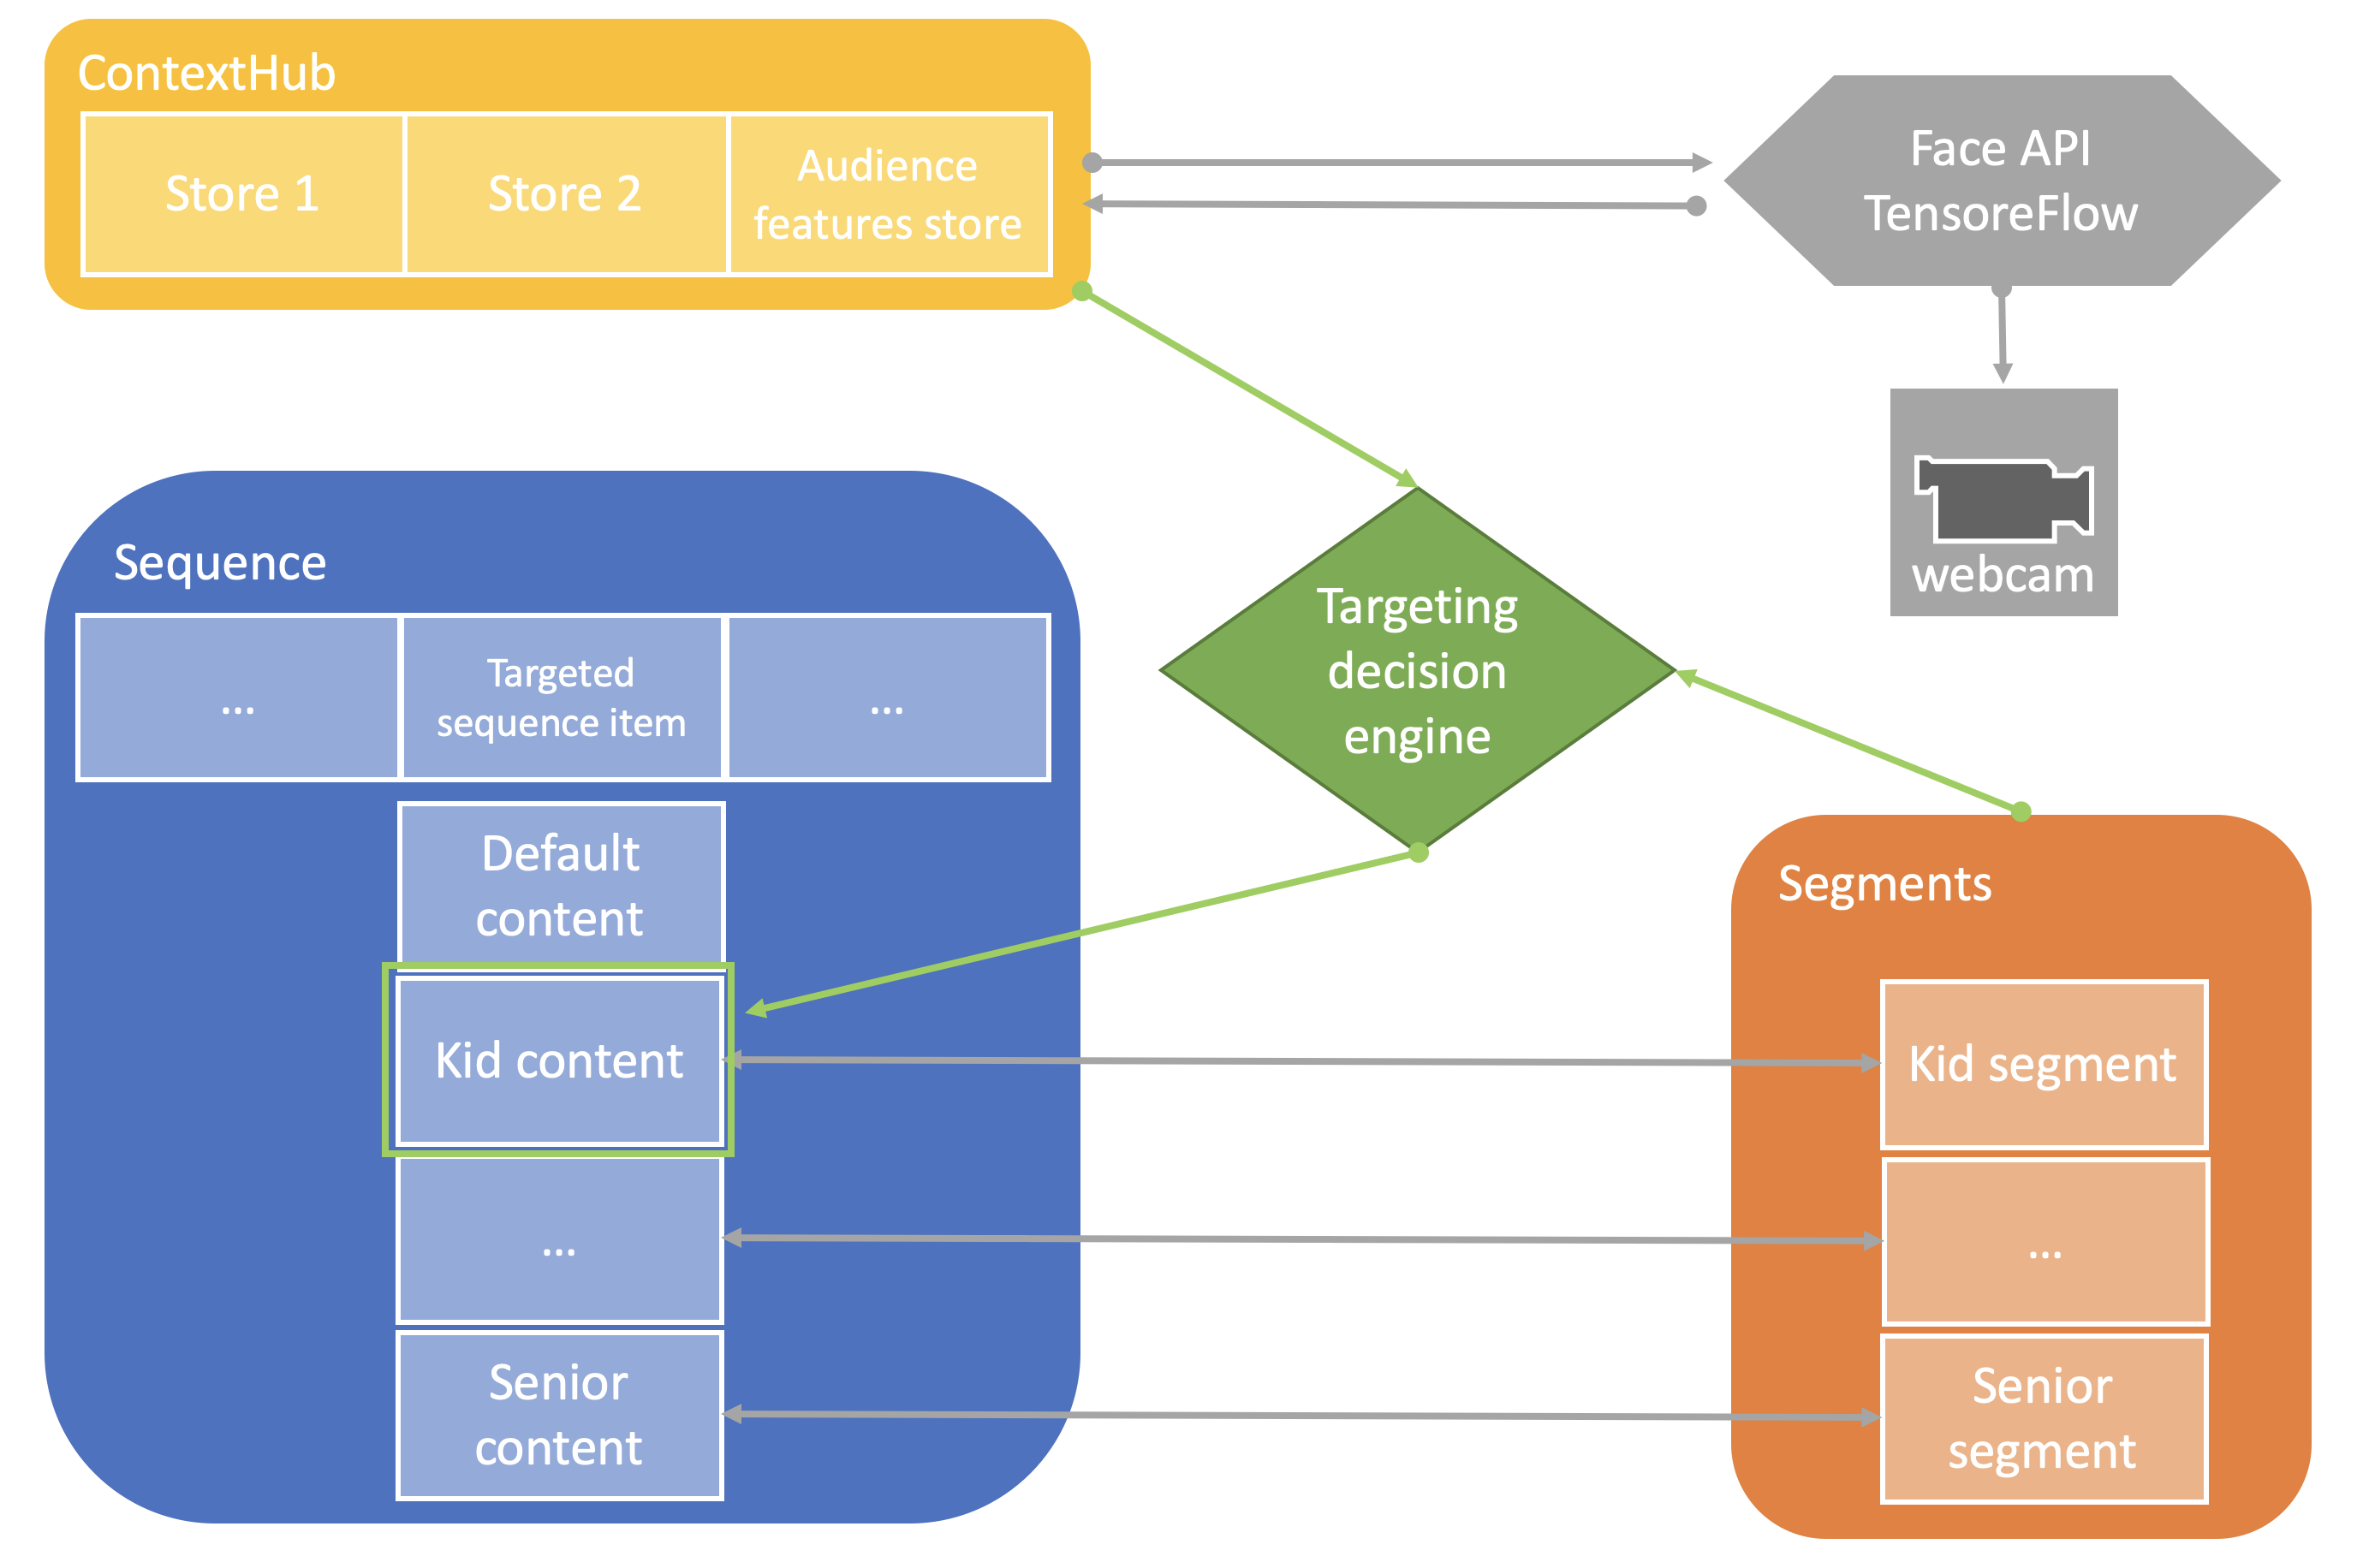 ContextHub
Store 1
Store 2
Audience
features store
Face API
TensoreFlow
webcam
Sequence
...
Targeted
sequence item
...
Targeting
decision
engine
Default
content
Kid content
...
Senior
content
Segments
Kid segment
...
Senior
segment